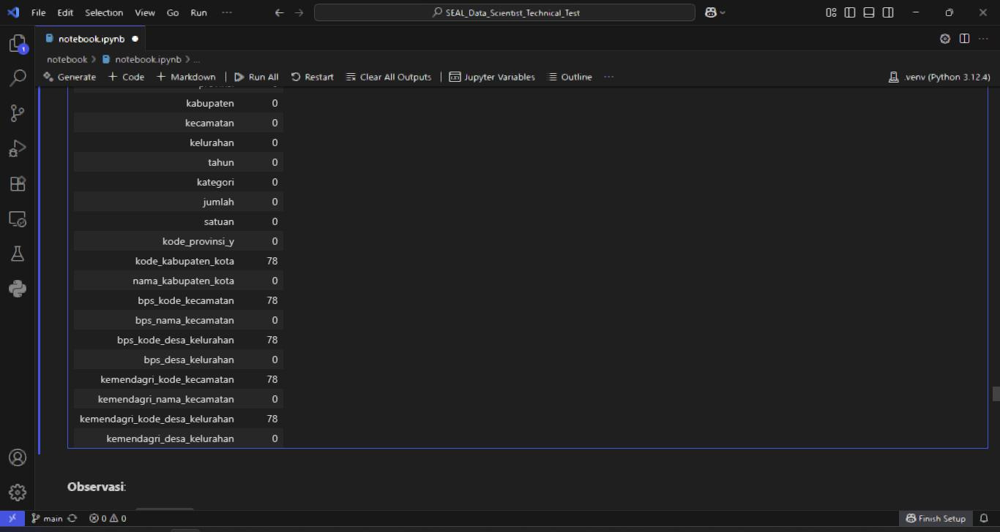 File Edit Selection View Go Run ··· SEAL_Data_Scientist_Technical_Test
notebook.ipynb
notebook > notebook.ipynb > ...
Generate + Code + Markdown | Run All Restart Clear All Outputs | Jupyter Variables Outline ··· .venv (Python 3.12.4)
kabupaten 0
kecamatan 0
kelurahan 0
tahun 0
kategori 0
jumlah 0
satuan 0
kode_provinsi_y 0
kode_kabupaten_kota 78
nama_kabupaten_kota 0
bps_kode_kecamatan 78
bps_nama_kecamatan 0
bps_kode_desa_kelurahan 78
bps_desa_kelurahan 0
kemendagri_kode_kecamatan 78
kemendagri_nama_kecamatan 0
kemendagri_kode_desa_kelurahan 78
kemendagri_desa_kelurahan 0
Observasi:
main 0 0 Finish Setup
1